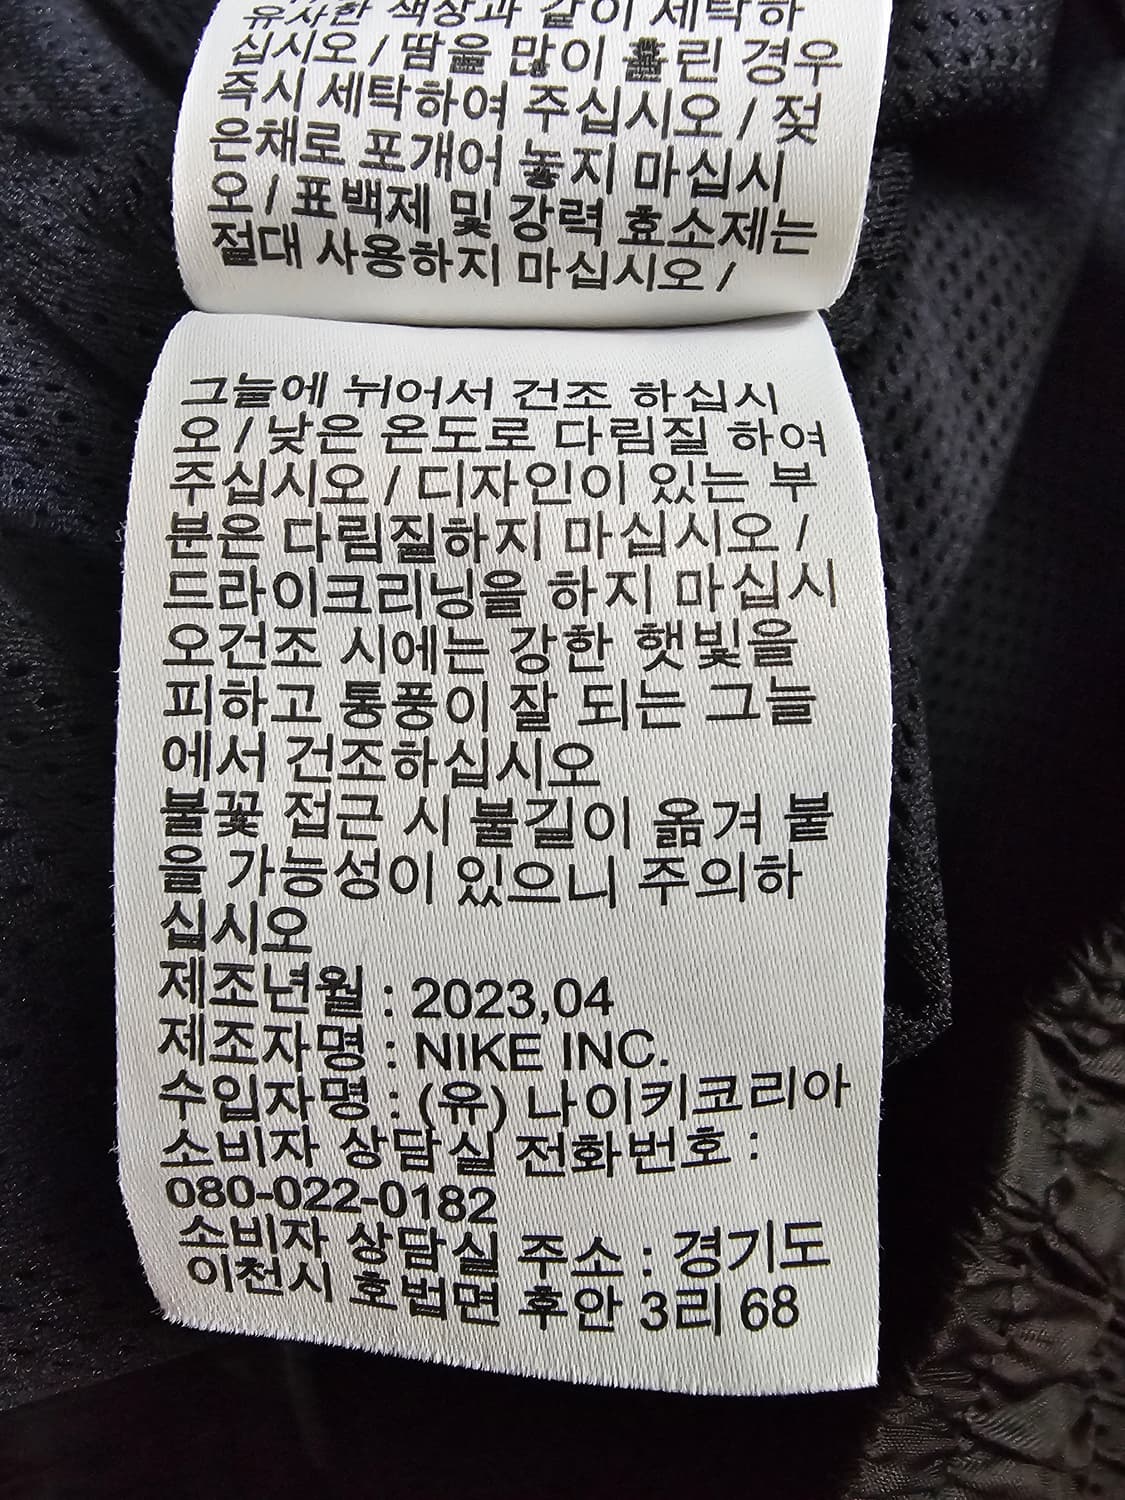 유사한 색상과 같이 세탁하
십시오 / 땀을 많이 흘린 경우
즉시 세탁하여 주십시오 / 젖
은채로 포개어 놓지 마십시
오 / 표백제 및 강력 효소제는
절대 사용하지 마십시오 /
그늘에 뉘어서 건조 하십시
오 / 낮은 온도로 다림질 하여
주십시오 / 디자인이 있는 부
분은 다림질하지 마십시오 /
드라이크리닝을 하지 마십시
오건조 시에는 강한 햇빛을
피하고 통풍이 잘 되는 그늘
에서 건조하십시오
불꽃 접근 시 불길이 옮겨 붙
을 가능성이 있으니 주의하
십시오
제조년월 : 2023,04
제조자명 : NIKE INC.
수입자명 : (유) 나이키코리아
소비자 상담실 전화번호 :
080-022-0182
소비자 상담실 주소 : 경기도
이천시 호법면 후안 3리 68